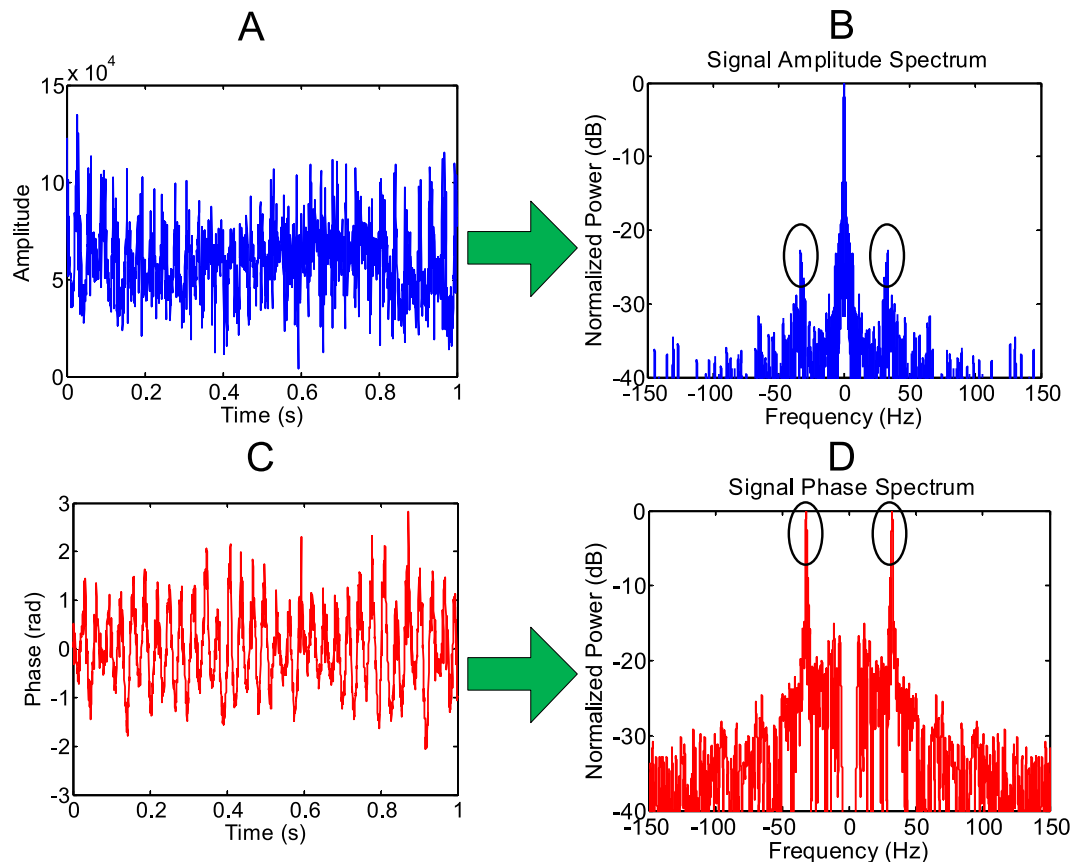 A
x 10⁴
15
10
5
0
Amplitude
0 0.2 0.4 0.6 0.8 1
Time (s)
B
Signal Amplitude Spectrum
0
-10
-20
-30
-40
Normalized Power (dB)
-150 -100 -50 0 50 100 150
Frequency (Hz)
C
3
2
1
0
-1
-2
-3
Phase (rad)
0 0.2 0.4 0.6 0.8 1
Time (s)
D
Signal Phase Spectrum
0
-10
-20
-30
-40
Normalized Power (dB)
-150 -100 -50 0 50 100 150
Frequency (Hz)